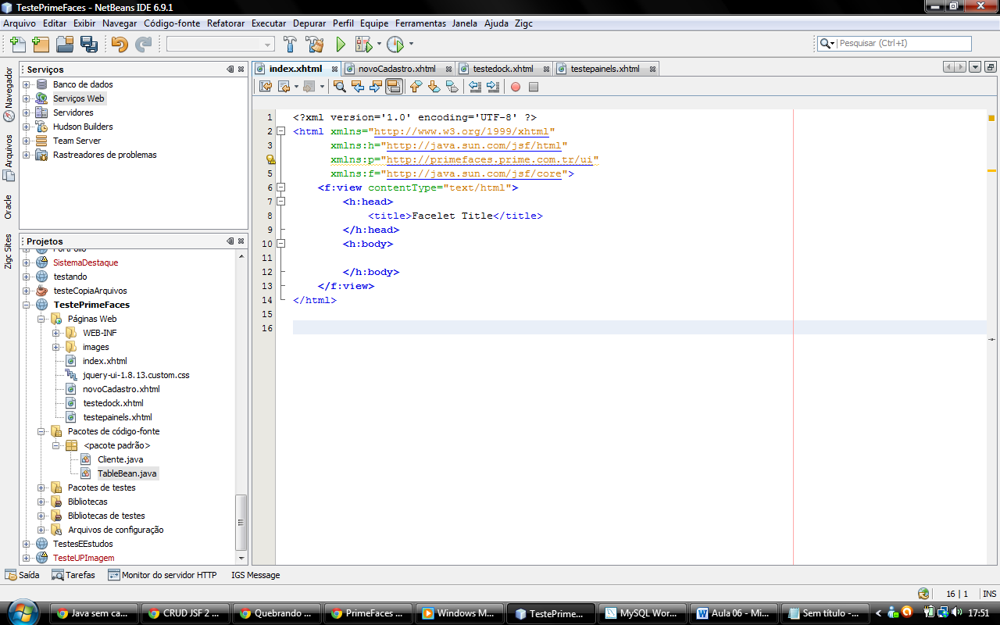 TestePrimeFaces - NetBeans IDE 6.9.1
Arquivo Editar Exibir Navegar Código-fonte Refatorar Executar Depurar Perfil Equipe Ferramentas Janela Ajuda Zigc
Pesquisar (Ctrl+I)
Navegador
Arquivos
Oracle
Zigc Sites
Serviços
Banco de dados
Serviços Web
Servidores
Hudson Builders
Team Server
Rastreadores de problemas
Projetos
Portfolio
SistemaDestaque
testando
testeCopiaArquivos
TestePrimeFaces
Páginas Web
WEB-INF
images
index.xhtml
jquery-ui-1.8.13.custom.css
novoCadastro.xhtml
testedock.xhtml
testepainels.xhtml
Pacotes de código-fonte
<pacote padrão>
Cliente.java
TableBean.java
Pacotes de testes
Bibliotecas
Bibliotecas de testes
Arquivos de configuração
TestesEEstudos
TesteUPImagem
index.xhtml novoCadastro.xhtml testedock.xhtml testepainels.xhtml
1 <?xml version='1.0' encoding='UTF-8' ?>
2 <html xmlns="http://www.w3.org/1999/xhtml"
3 xmlns:h="http://java.sun.com/jsf/html"
xmlns:p="http://primefaces.prime.com.tr/ui"
5 xmlns:f="http://java.sun.com/jsf/core">
6 <f:view contentType="text/html">
7 <h:head>
8 <title>Facelet Title</title>
9 </h:head>
10 <h:body>
11
12 </h:body>
13 </f:view>
14 </html>
15
16
Saída Tarefas Monitor do servidor HTTP IGS Message
16 | 1 INS
Java sem ca... CRUD JSF 2 ... Quebrando ... PrimeFaces ... Windows M... TestePrime... MySQL Wor... Aula 06 - Mi... Sem título - ... 17:51